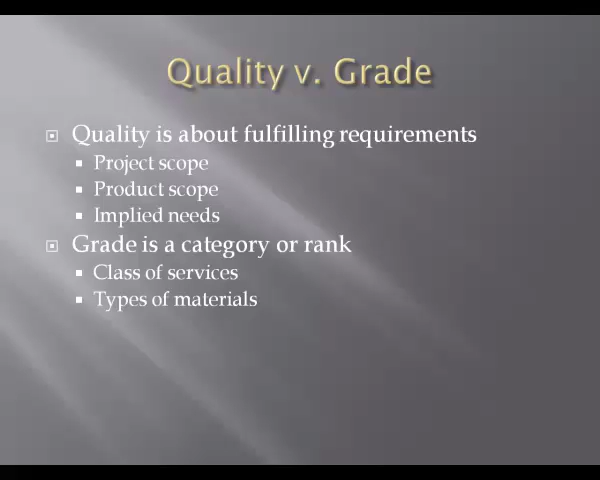 Quality v. Grade
Quality is about fulfilling requirements
Project scope
Product scope
Implied needs
Grade is a category or rank
Class of services
Types of materials